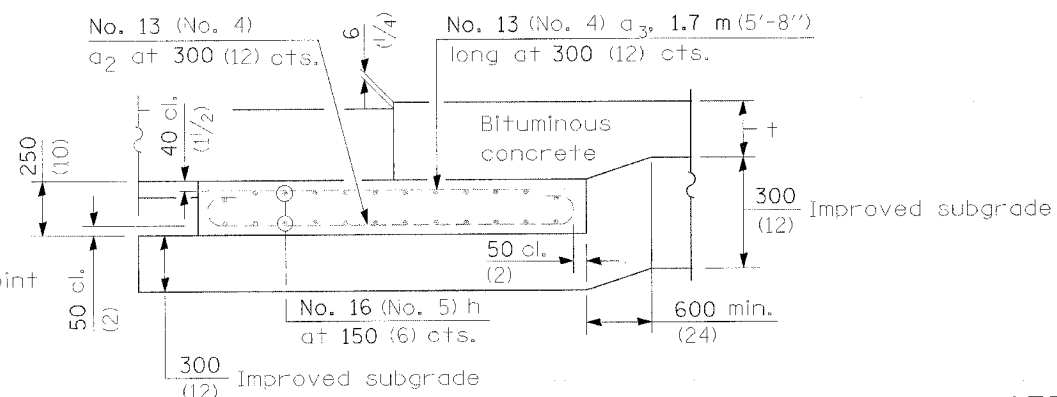 No. 13 (No. 4)
a2 at 300 (12) cts.
6
(1/4)
No. 13 (No. 4) a3, 1.7 m (5'-8'')
long at 300 (12) cts.
40 cl.
(1 1/2)
Bituminous
concrete
t
250
(10)
300
(12)
Improved subgrade
50 cl.
(2)
50 cl.
(2)
No. 16 (No. 5) h
at 150 (6) cts.
600 min.
(24)
300
(12)
Improved subgrade